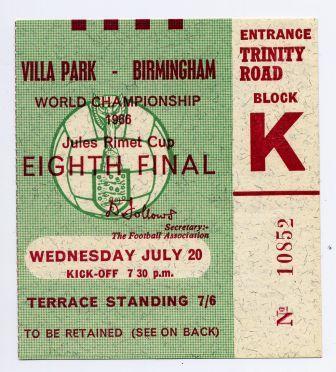 VILLA PARK - BIRMINGHAM
WORLD CHAMPIONSHIP
1966
Jules Rimet Cup
EIGHTH FINAL
D Follows
Secretary:-
The Football Association
WEDNESDAY JULY 20
KICK-OFF 7 30 p.m.
TERRACE STANDING 7/6
TO BE RETAINED (SEE ON BACK)
ENTRANCE
TRINITY
ROAD
BLOCK
K
No 10852